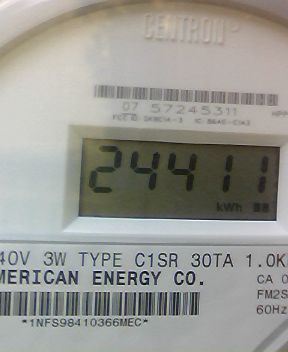 CENTRON®
07 57245311
24411
kWh
40V 3W TYPE C1SR 30TA 1.0K
MERICAN ENERGY CO.
CA 0
FM2S
60Hz
*1NFS98410366MEC*